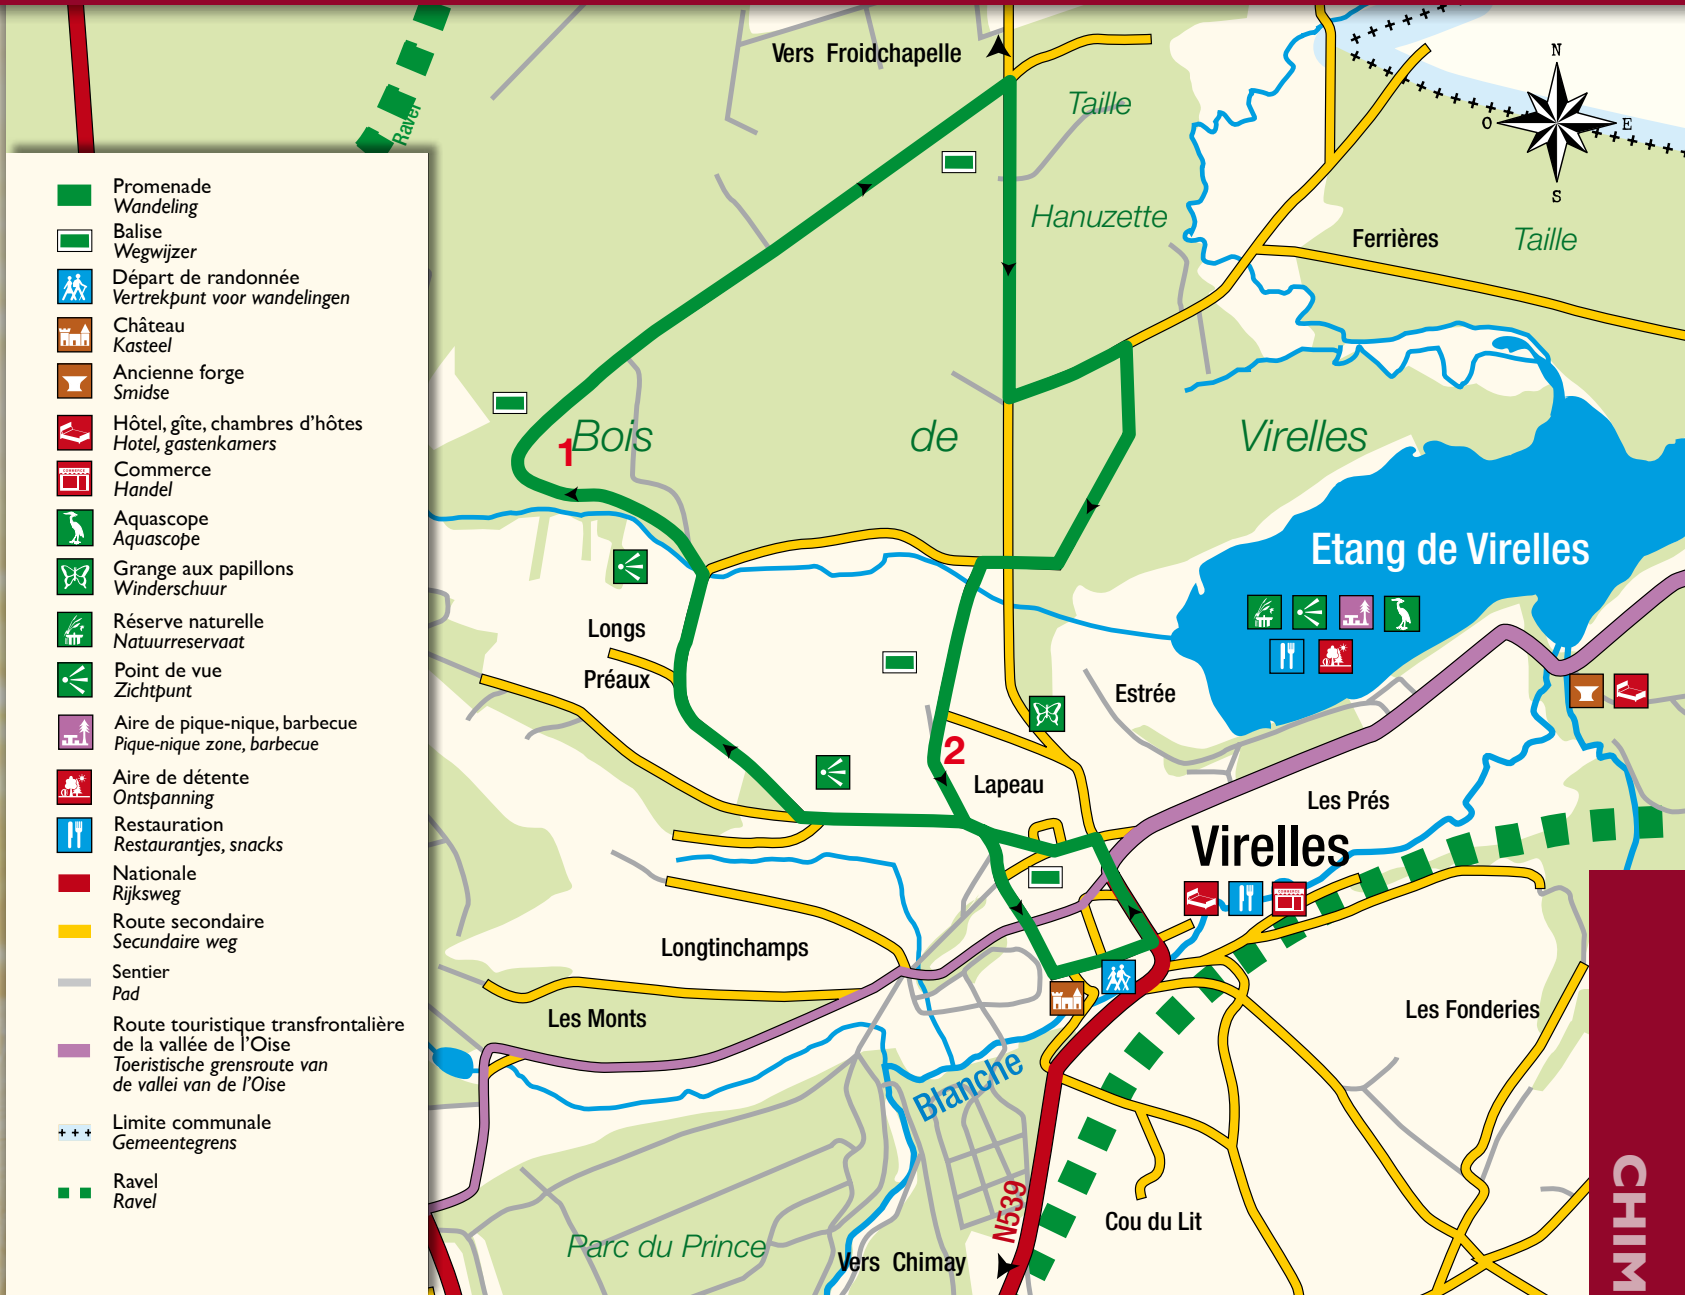 Promenade
Wandeling
Balise
Wegwijzer
Départ de randonnée
Vertrekpunt voor wandelingen
Château
Kasteel
Ancienne forge
Smidse
Hôtel, gîte, chambres d'hôtes
Hotel, gastenkamers
Commerce
Handel
Aquascope
Aquascope
Grange aux papillons
Winderschuur
Réserve naturelle
Natuurreservaat
Point de vue
Zichtpunt
Aire de pique-nique, barbecue
Pique-nique zone, barbecue
Aire de détente
Ontspanning
Restauration
Restaurantjes, snacks
Nationale
Rijksweg
Route secondaire
Secundaire weg
Sentier
Pad
Route touristique transfrontalière
de la vallée de l'Oise
Toeristische grensroute van
de vallei van de l'Oise
Limite communale
Gemeentegrens
Ravel
Ravel
COMMERCE
Ravel
Vers Froidchapelle
Taille
Hanuzette
Ferrières
Taille
N
O
E
S
1
Bois
de
Virelles
Etang de Virelles
Longs
Préaux
Estrée
2
Lapeau
Les Prés
Virelles
COMMERCE
Longtinchamps
Les Monts
Les Fonderies
Blanche
N539
Cou du Lit
Parc du Prince
Vers Chimay
CHIM